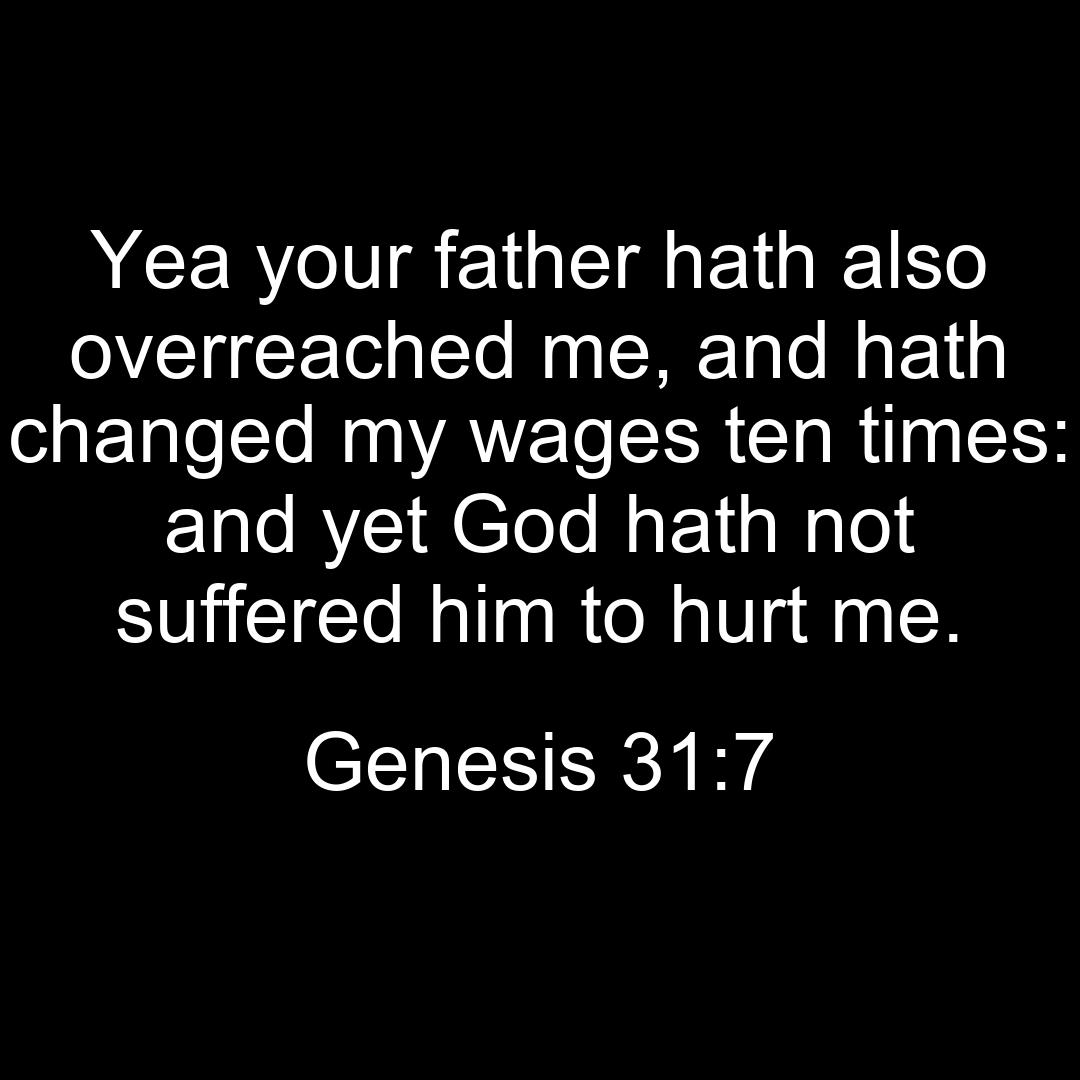 Yea your father hath also
overreached me, and hath
changed my wages ten times:
and yet God hath not
suffered him to hurt me.
Genesis 31:7